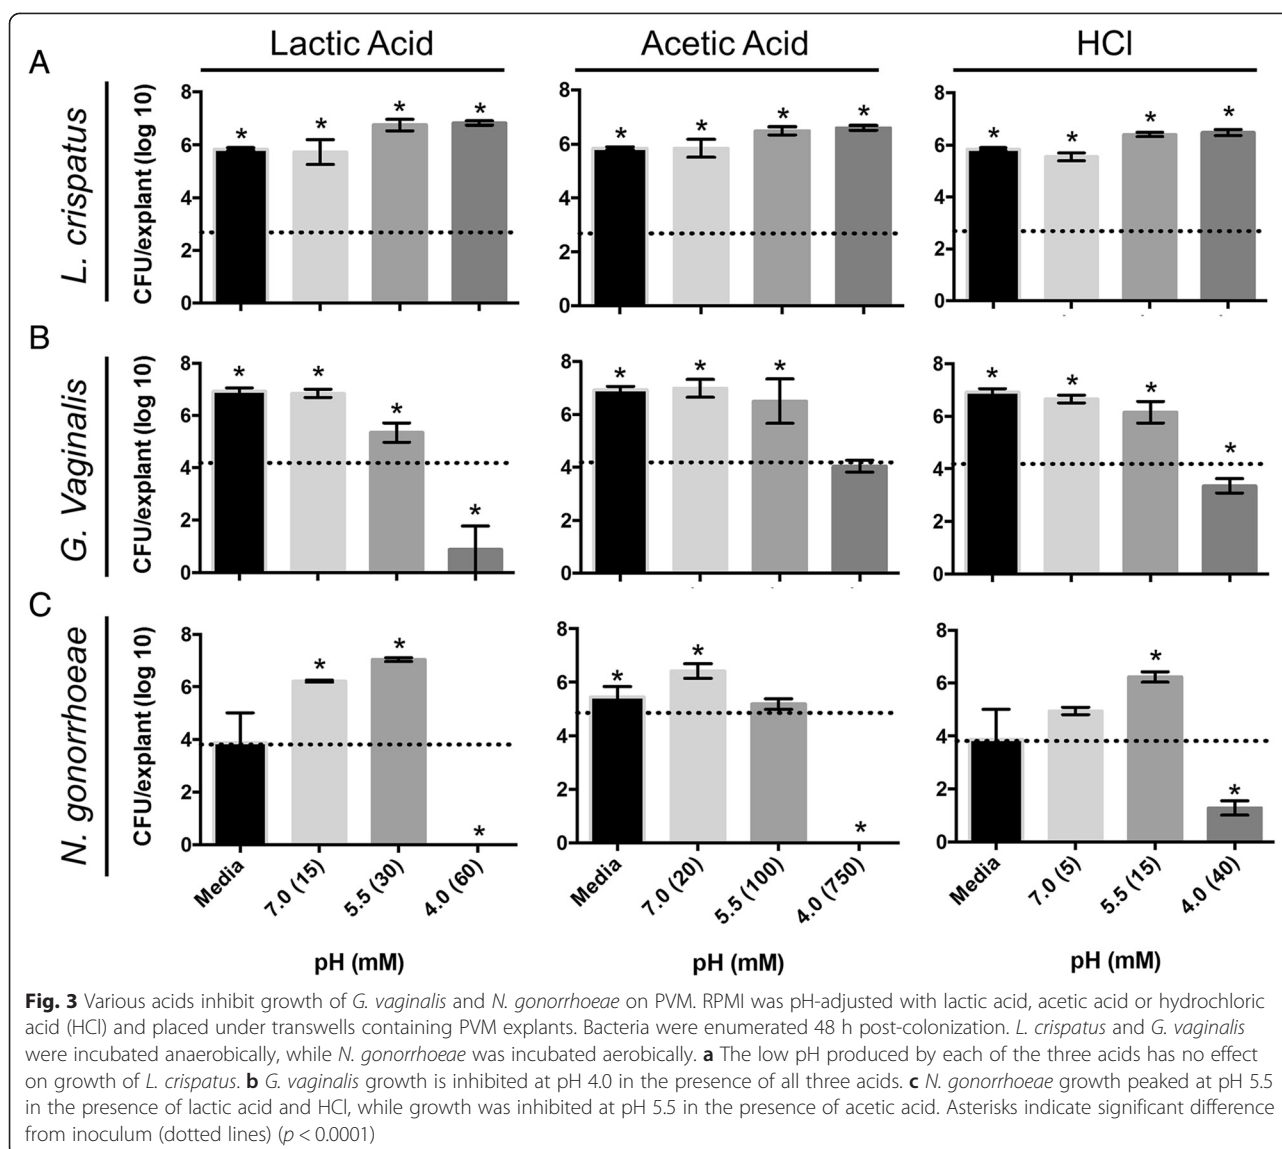 Lactic Acid
Acetic Acid
HCl
A
L. crispatus
CFU/explant (log 10)
8
6
4
2
0
* * * *
8
6
4
2
0
* * * *
8
6
4
2
0
* * * *
B
G. Vaginalis
CFU/explant (log 10)
8
6
4
2
0
* * * *
8
6
4
2
0
* * *
8
6
4
2
0
* * * *
C
N. gonorrhoeae
CFU/explant (log 10)
8
6
4
2
0
* * *
Media
7.0 (15)
5.5 (30)
4.0 (60)
pH (mM)
8
6
4
2
0
* * *
Media
7.0 (20)
5.5 (100)
4.0 (750)
pH (mM)
8
6
4
2
0
* *
Media
7.0 (5)
5.5 (15)
4.0 (40)
pH (mM)
Fig. 3 Various acids inhibit growth of G. vaginalis and N. gonorrhoeae on PVM. RPMI was pH-adjusted with lactic acid, acetic acid or hydrochloric
acid (HCl) and placed under transwells containing PVM explants. Bacteria were enumerated 48 h post-colonization. L. crispatus and G. vaginalis
were incubated anaerobically, while N. gonorrhoeae was incubated aerobically. a The low pH produced by each of the three acids has no effect
on growth of L. crispatus. b G. vaginalis growth is inhibited at pH 4.0 in the presence of all three acids. c N. gonorrhoeae growth peaked at pH 5.5
in the presence of lactic acid and HCl, while growth was inhibited at pH 5.5 in the presence of acetic acid. Asterisks indicate significant difference
from inoculum (dotted lines) (p < 0.0001)